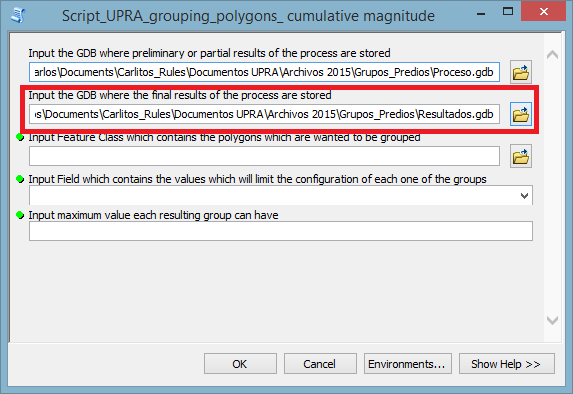 Script_UPRA_grouping_polygons_ cumulative magnitude
Input the GDB where preliminary or partial results of the process are stored
arlos\Documents\Carlitos_Rules\Documentos UPRA\Archivos 2015\Grupos_Predios\Proceso.gdb
Input the GDB where the final results of the process are stored
os\Documents\Carlitos_Rules\Documentos UPRA\Archivos 2015\Grupos_Predios\Resultados.gdb
Input Feature Class which contains the polygons which are wanted to be grouped
Input Field which contains the values which will limit the configuration of each one of the groups
Input maximum value each resulting group can have
OK
Cancel
Environments...
Show Help >>